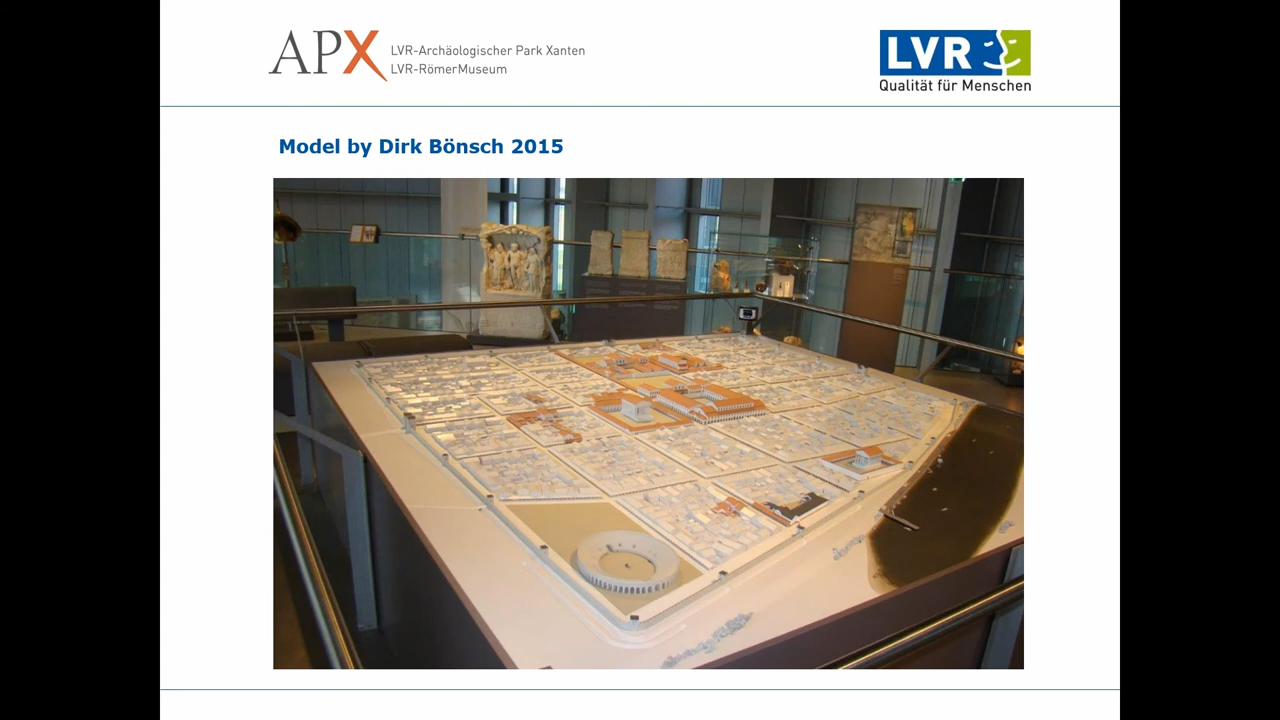 APX
LVR-Archäologischer Park Xanten
LVR-RömerMuseum
LVR
Qualität für Menschen
Model by Dirk Bönsch 2015